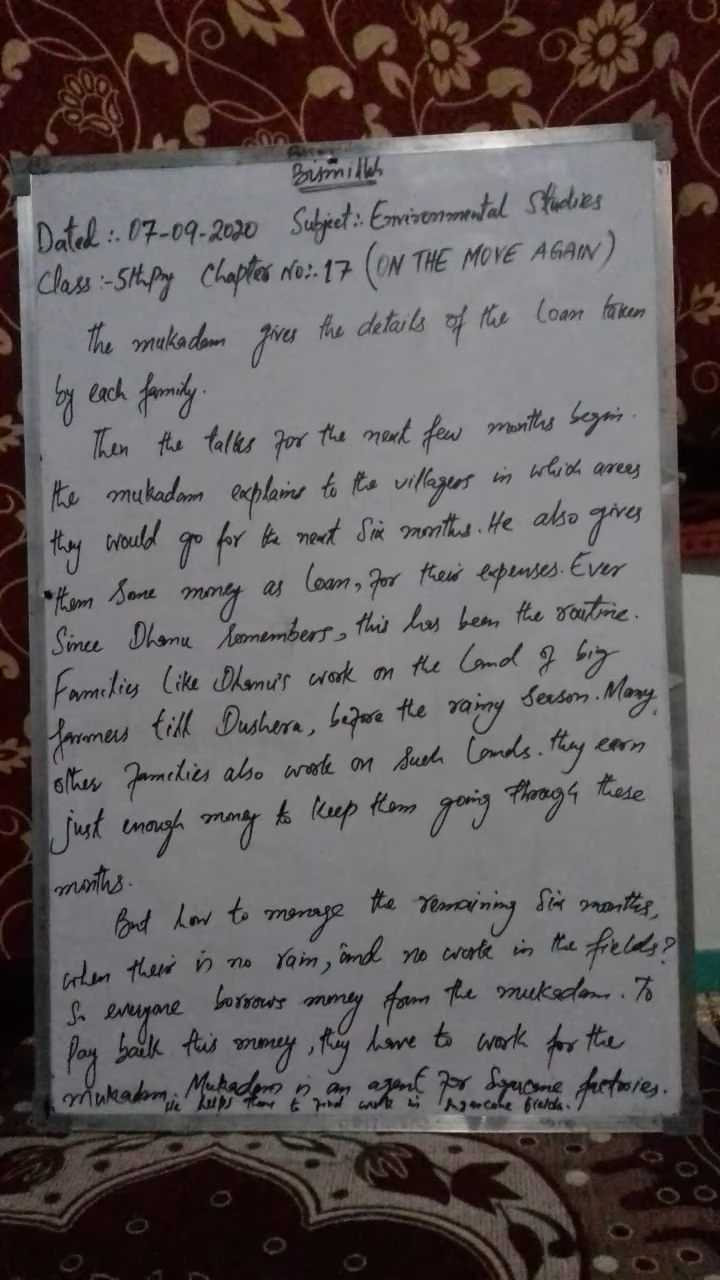 Bismillah
Dated :. 07-09-2020 Subject:. Environmental Studies
Class :- 5th Chapter No:. 17 (ON THE MOVE AGAIN)
The mukadam gives the details of the loan taken
by each family.
Then the talks for the next few months begin.
the mukadam explains to the villagers in which areas
they would go for the next Six months. He also gives
them Some money as loan, for their expenses. Ever
Since Dhanu remembers, this has been the routine.
Families like Dhanu's work on the land of big
farmers till Dushera, before the rainy Season. Many
other families also work on such lands. they earn
just enough money to keep them going through these
months.
But how to manage the remaining Six months,
when their is no rain, and no work in the fields?
So everyone borrows money from the mukadam. To
Pay back this money, they have to work for the
mukadam. Mukadam is an agent for factories.
He helps them to find work in Sugarcane fields.